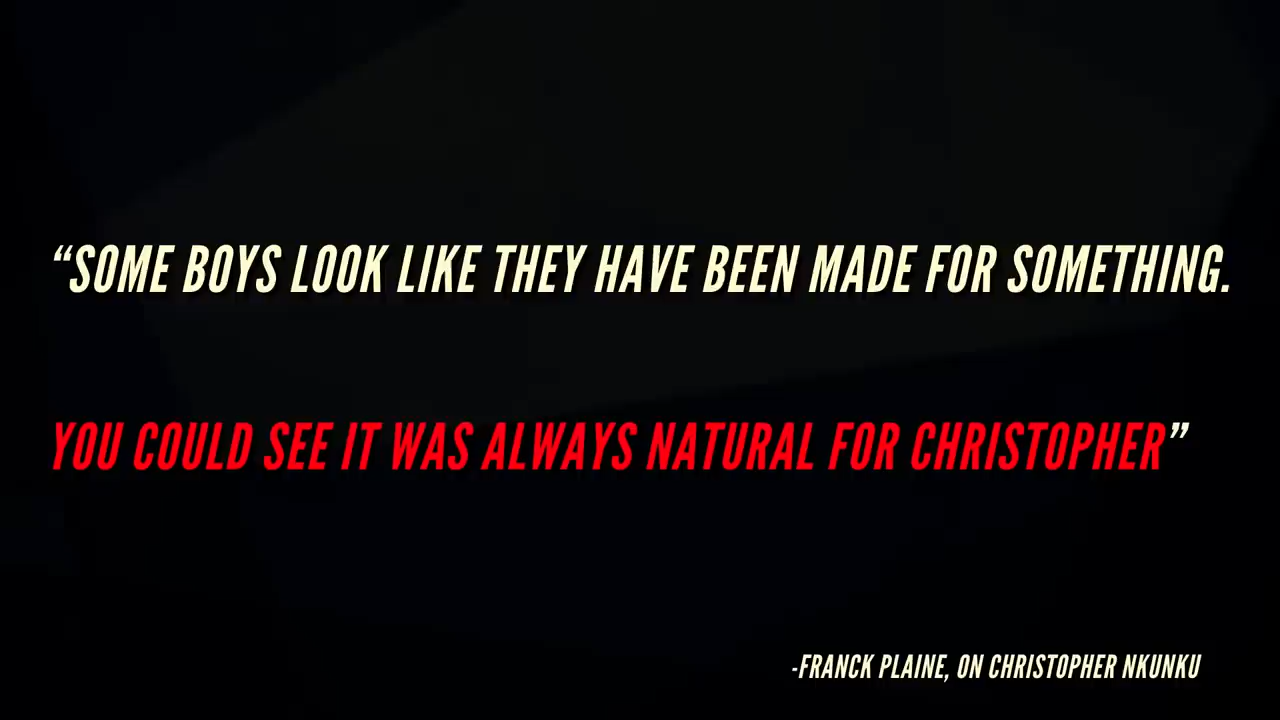 “SOME BOYS LOOK LIKE THEY HAVE BEEN MADE FOR SOMETHING.
YOU COULD SEE IT WAS ALWAYS NATURAL FOR CHRISTOPHER”
-FRANCK PLAINE, ON CHRISTOPHER NKUNKU